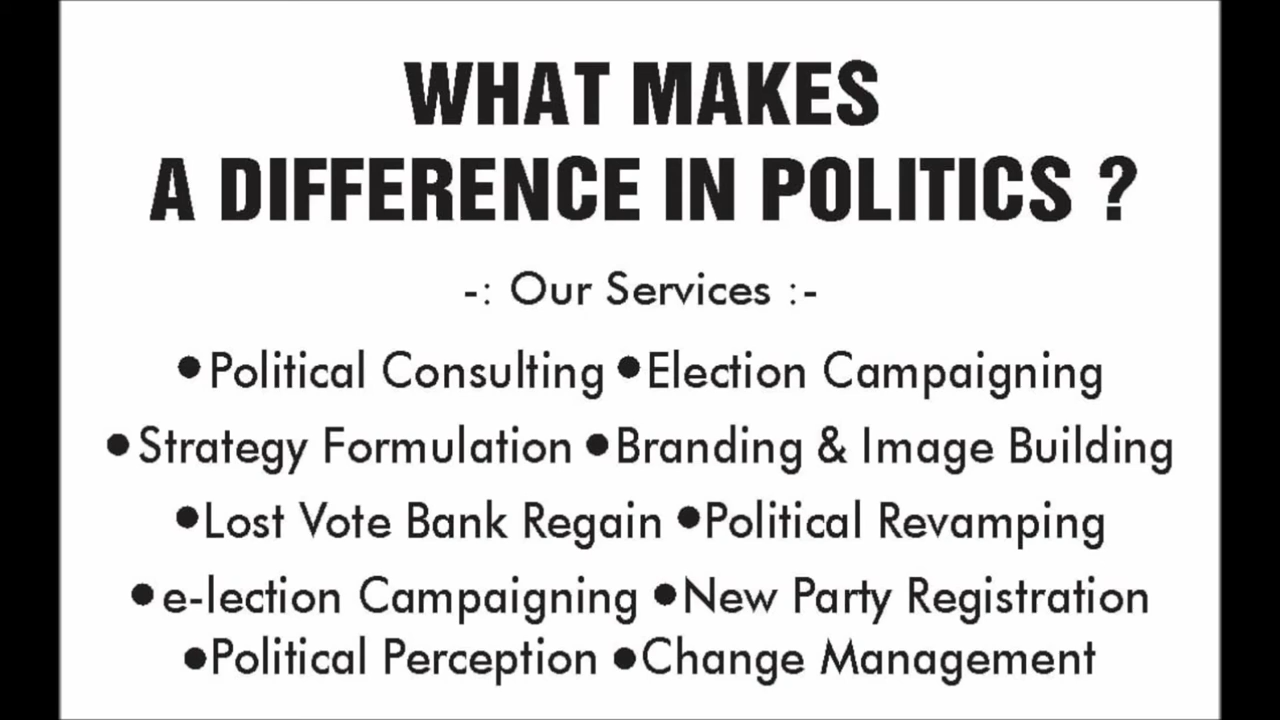 WHAT MAKES
A DIFFERENCE IN POLITICS ?
-: Our Services :-
•Political Consulting •Election Campaigning
•Strategy Formulation •Branding & Image Building
•Lost Vote Bank Regain •Political Revamping
•e-lection Campaigning •New Party Registration
•Political Perception •Change Management